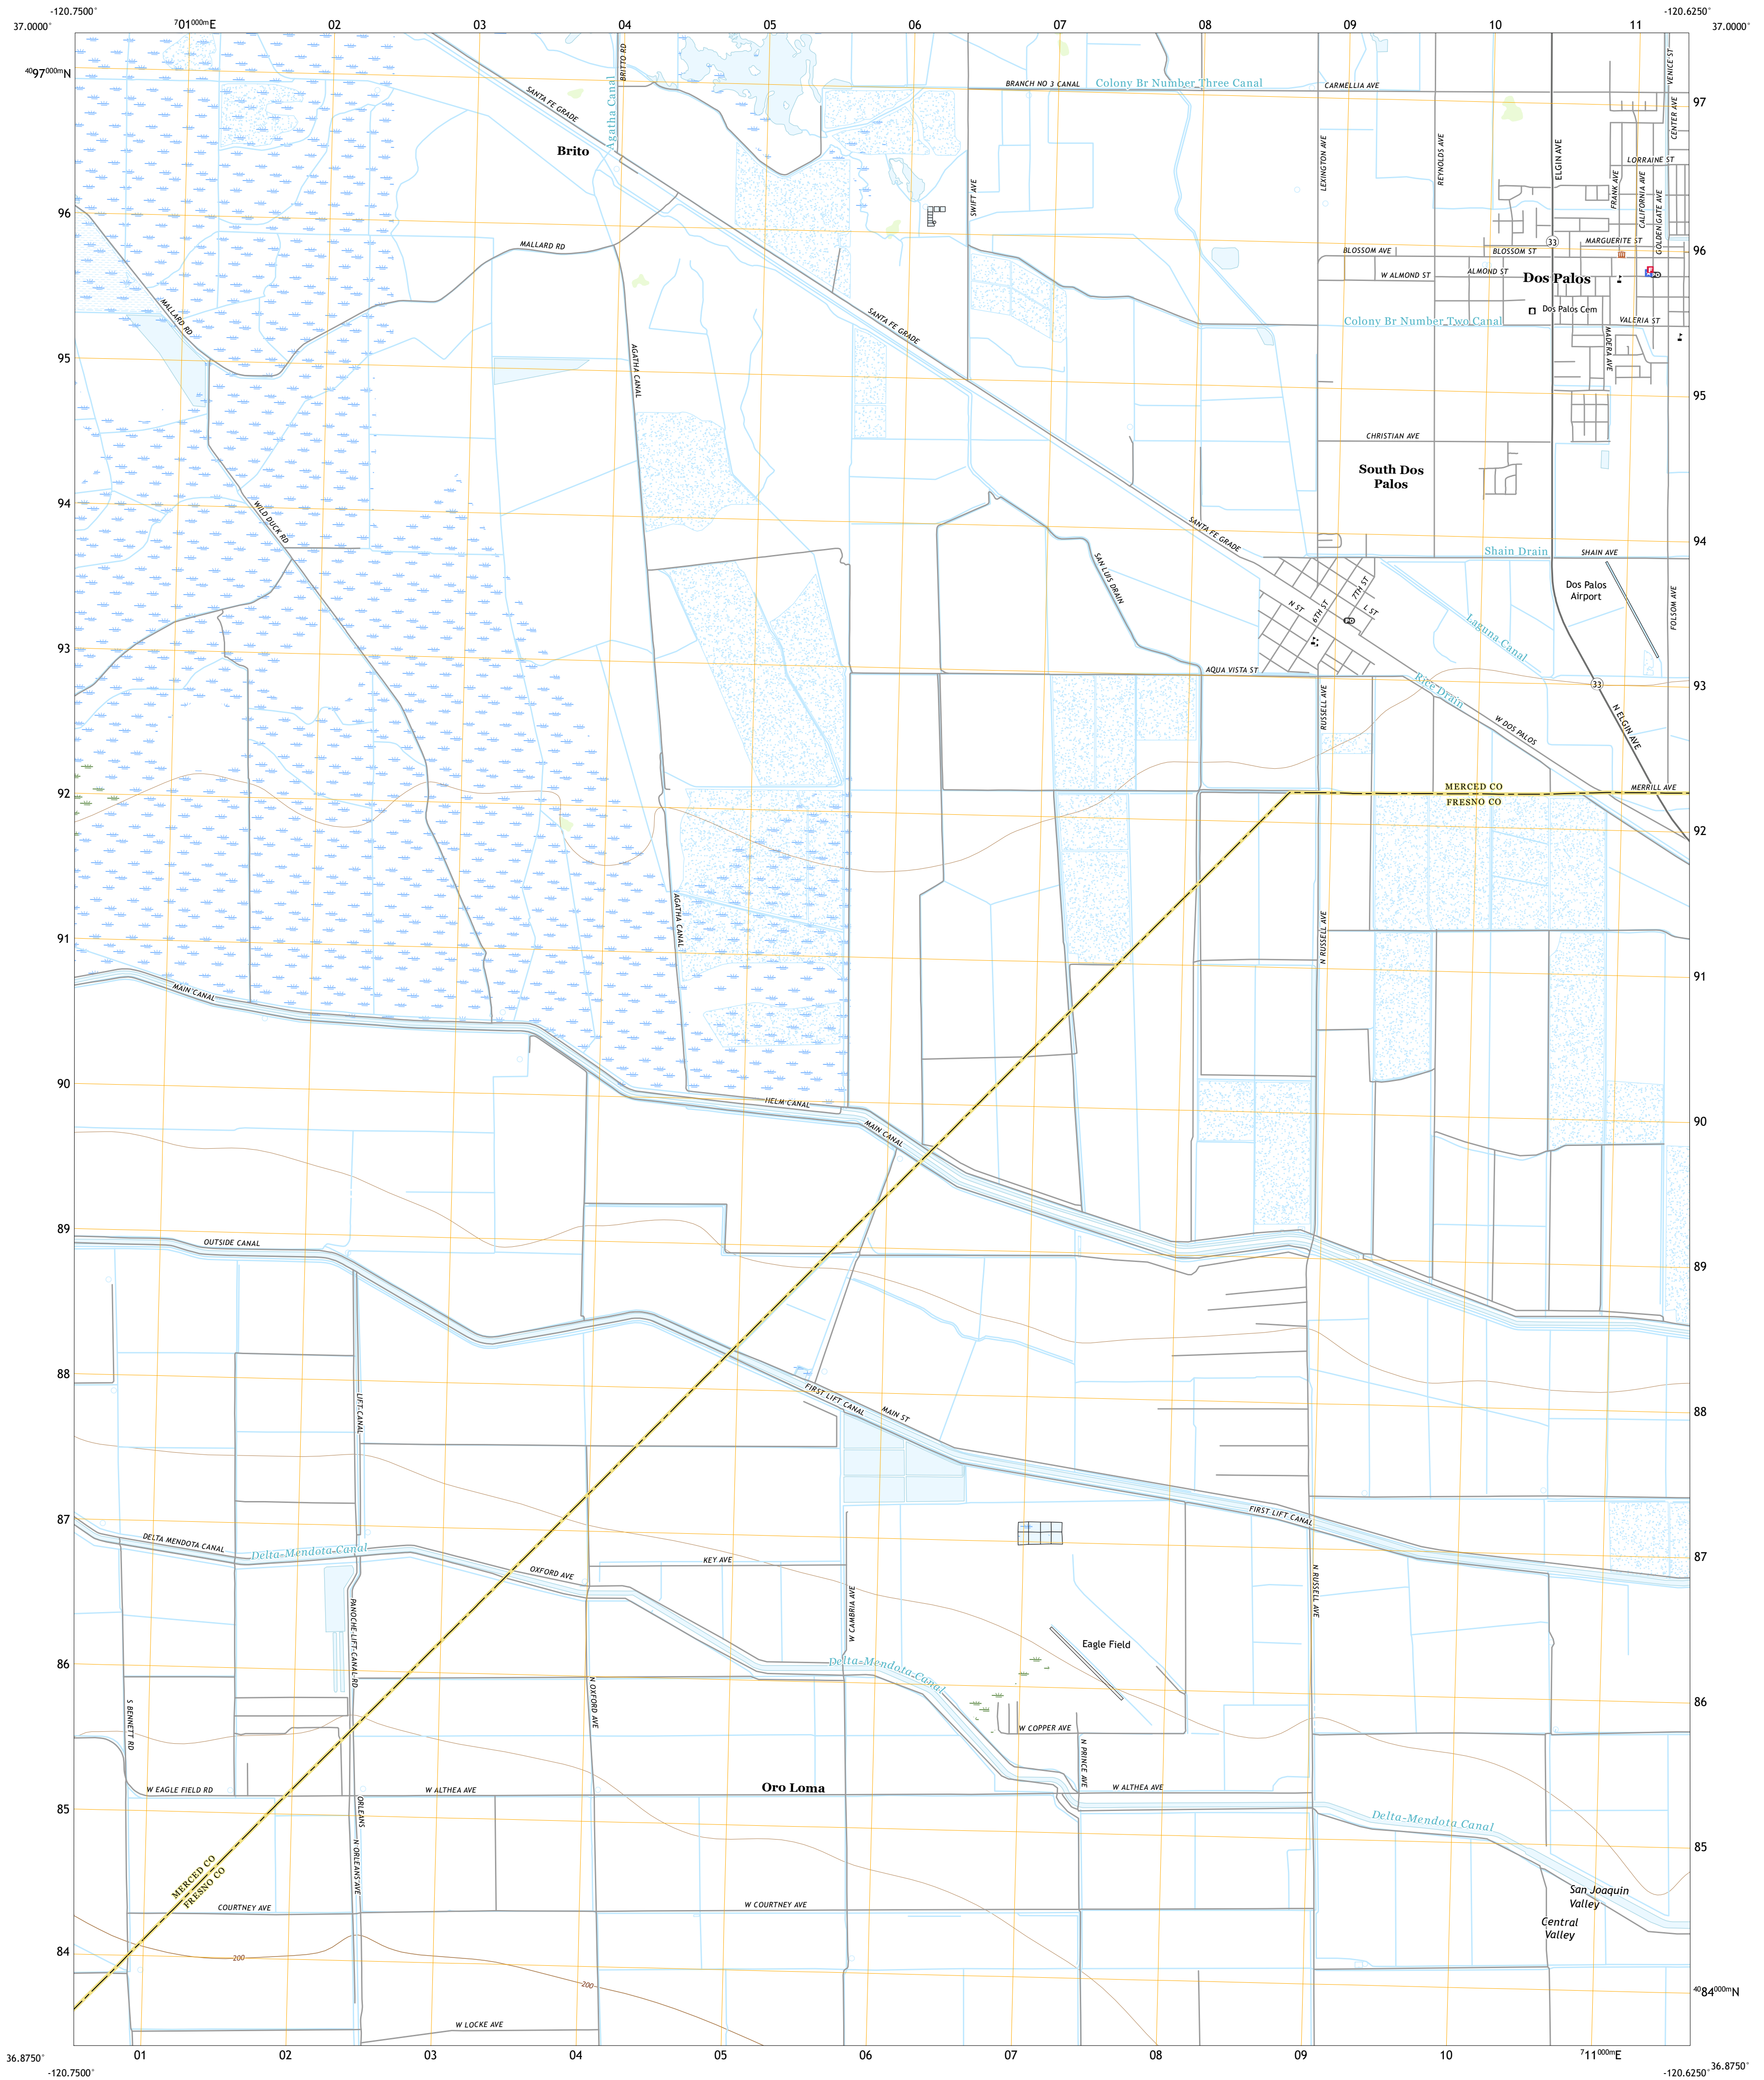 -120.7500°
-120.6250°
37.0000°
701000mE
02
03
04
05
06
07
08
09
10
11
37.0000°
4097000mN
SANTA FE GRADE
BRITTO RD
Agatha Canal
BRANCH NO 3 CANAL
Colony Br Number Three Canal
CARMELLIA AVE
VENICE ST
97
CENTER AVE
Brito
LEXINGTON AVE
REYNOLDS AVE
ELGIN AVE
LORRAINE ST
FRANK AVE
CALIFORNIA AVE
GOLDEN GATE AVE
SWIFT AVE
96
MALLARD RD
33
MARGUERITE ST
96
BLOSSOM AVE
BLOSSOM ST
W ALMOND ST
ALMOND ST
Dos Palos
PO
MALLARD RD
SANTA FE GRADE
Dos Palos Cem
Colony Br Number Two Canal
VALERIA ST
MADERA AVE
95
AGATHA CANAL
95
CHRISTIAN AVE
South Dos
Palos
94
WILD DUCK RD
SANTA FE GRADE
94
Shain Drain
SHAIN AVE
SAN LUIS DRAIN
Dos Palos
Airport
FOLSOM AVE
7TH ST
N ST
6TH ST
L ST
PO
Laguna Canal
93
AQUA VISTA ST
Rice Drain
33
93
RUSSELL AVE
W DOS PALOS
N ELGIN AVE
92
MERCED CO
FRESNO CO
MERRILL AVE
92
AGATHA CANAL
N RUSSELL AVE
91
91
MAIN CANAL
90
HELM CANAL
MAIN CANAL
90
89
OUTSIDE CANAL
89
88
LIFT-CANAL
FIRST LIFT CANAL
MAIN ST
88
87
FIRST LIFT CANAL
DELTA MENDOTA CANAL
Delta-Mendota Canal
OXFORD AVE
KEY AVE
87
W CAMBRIA AVE
N RUSSELL AVE
PANOCHE-LIFT-CANAL-RD
Eagle Field
86
Delta-Mendota Canal
N OXFORD AVE
86
S BENNETT RD
W COPPER AVE
N PRINCE AVE
W EAGLE FIELD RD
W ALTHEA AVE
Oro Loma
W ALTHEA AVE
85
ORLEANS
Delta-Mendota Canal
N ORLEANS AVE
85
MERCED CO
FRESNO CO
San Joaquin
Valley
COURTNEY AVE
W COURTNEY AVE
Central
Valley
84
200
200
4084000mN
W LOCKE AVE
36.8750°
01
02
03
04
05
06
07
08
09
10
711000mE
36.8750°
-120.7500°
-120.6250°